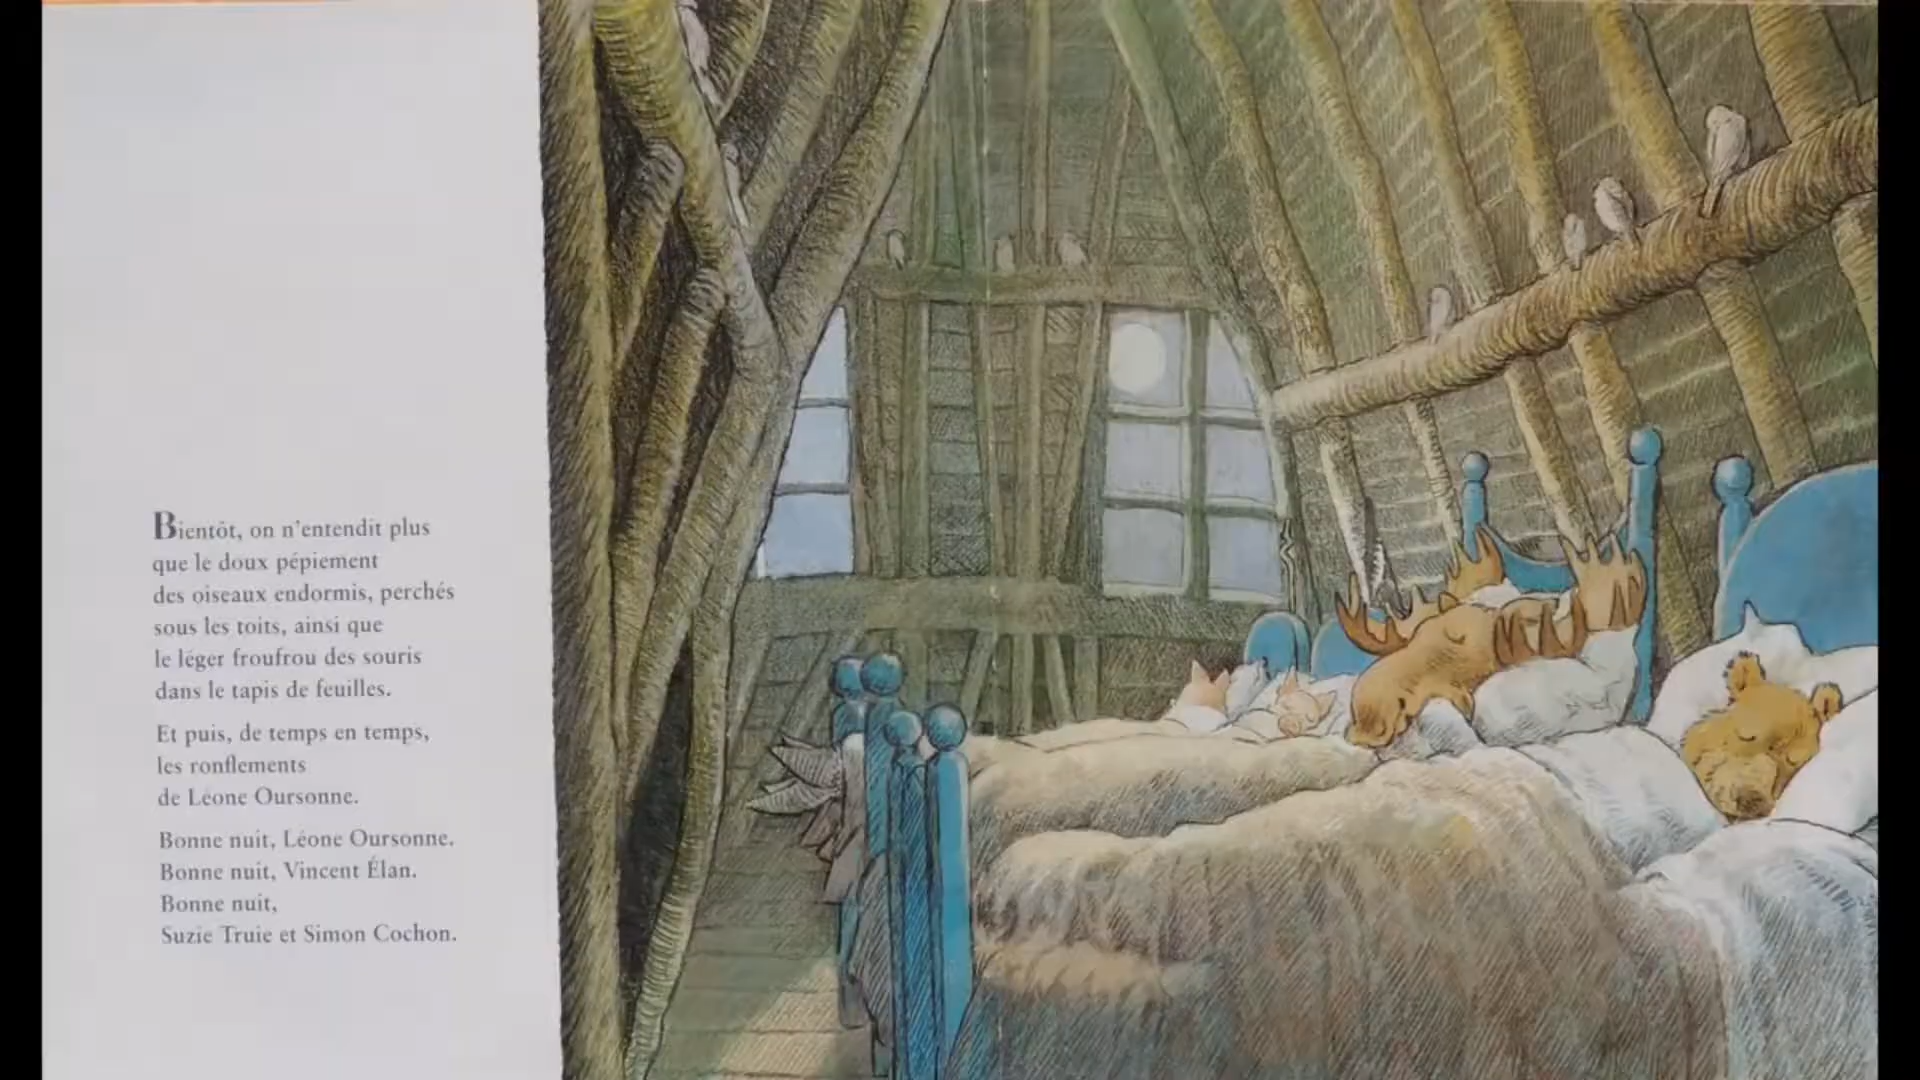 Bientôt, on n'entendit plus
que le doux pépiement
des oiseaux endormis, perchés
sous les toits, ainsi que
le léger froufrou des souris
dans le tapis de feuilles.
Et puis, de temps en temps,
les ronflements
de Léone Oursonne.
Bonne nuit, Léone Oursonne.
Bonne nuit, Vincent Élan.
Bonne nuit,
Suzie Truie et Simon Cochon.